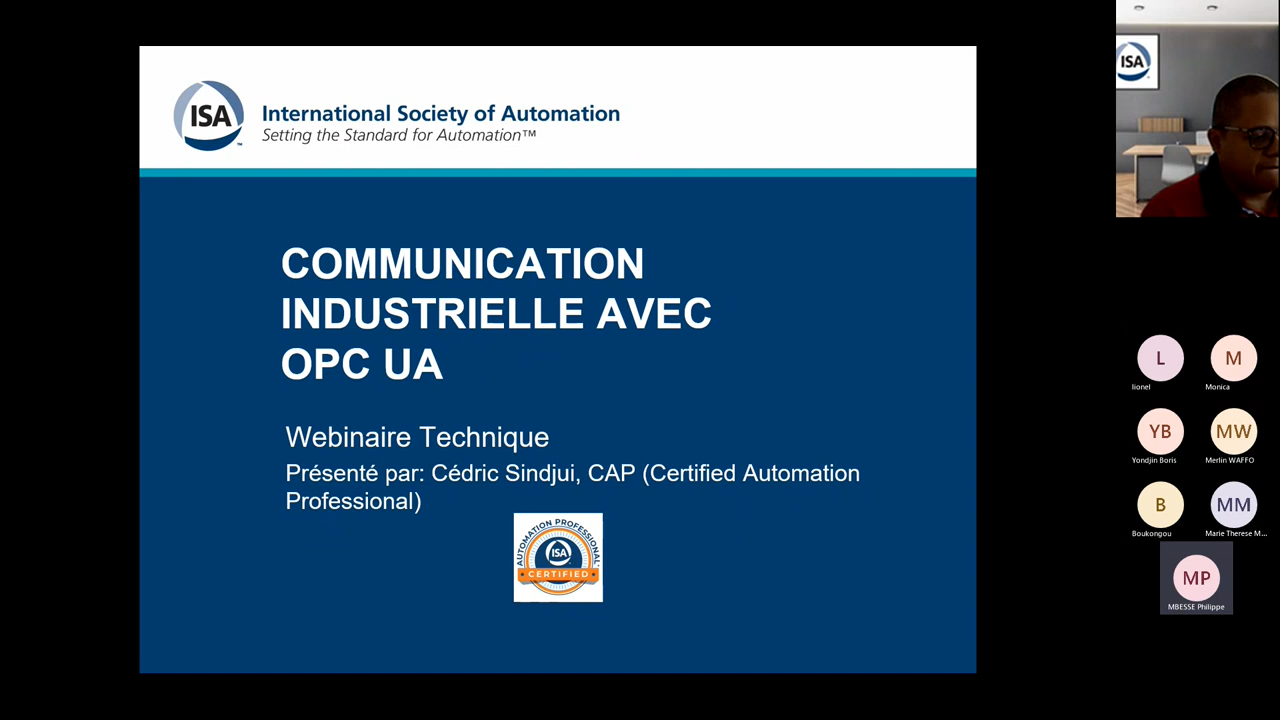 ISA
International Society of Automation
Setting the Standard for Automation™
COMMUNICATION
INDUSTRIELLE AVEC
OPC UA
Webinaire Technique
Présenté par: Cédric Sindjui, CAP (Certified Automation
Professional)
AUTOMATION PROFESSIONAL
ISA
CERTIFIED
ISA
L
lionel
M
Monica
YB
Yondjin Boris
MW
Merlin WAFFO
B
Boukongou
MM
Marie Therese M...
MP
MBESSE Philippe